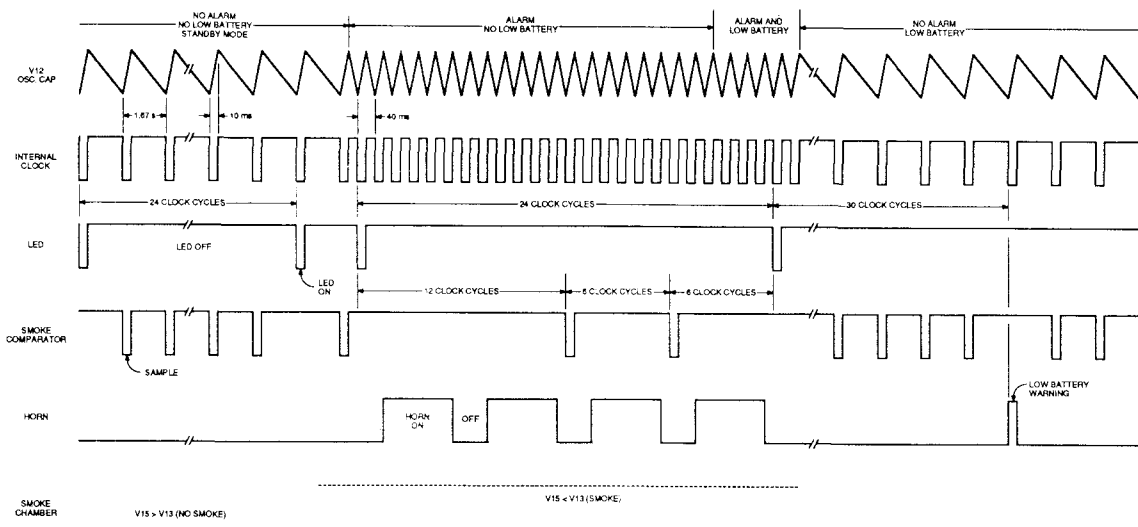 NO ALARM
NO LOW BATTERY
STANDBY MODE
ALARM
NO LOW BATTERY
ALARM AND
LOW BATTERY
NO ALARM
LOW BATTERY
V12
OSC. CAP
1.67 s
10 ms
40 ms
INTERNAL
CLOCK
24 CLOCK CYCLES
24 CLOCK CYCLES
30 CLOCK CYCLES
LED
LED OFF
LED
ON
12 CLOCK CYCLES
6 CLOCK CYCLES
6 CLOCK CYCLES
SMOKE
COMPARATOR
SAMPLE
LOW BATTERY
WARNING
HORN
HORN
ON
OFF
V15 < V13 (SMOKE)
SMOKE
CHAMBER
V15 > V13 (NO SMOKE)